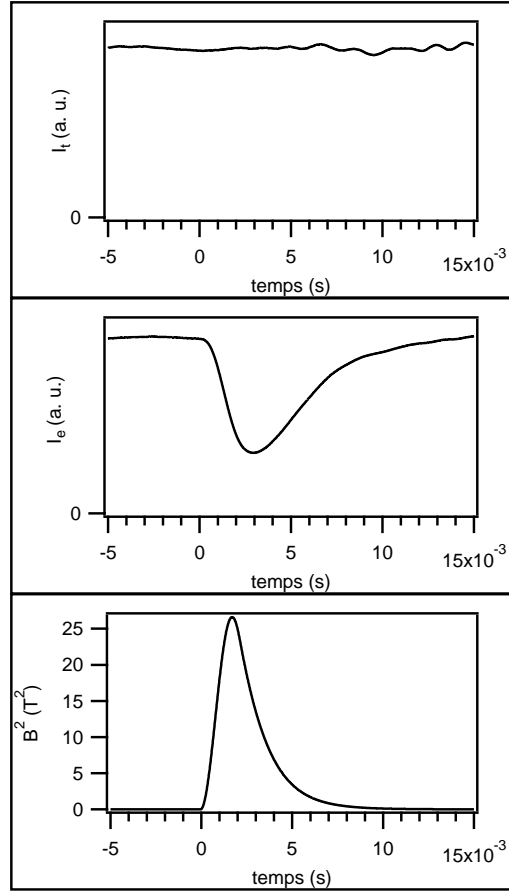 I_t (a. u.)
0
-5 0 5 10 15x10^-3
temps (s)
I_e (a. u.)
0
-5 0 5 10 15x10^-3
temps (s)
B^2 (T^2)
25
20
15
10
5
0
-5 0 5 10 15x10^-3
temps (s)